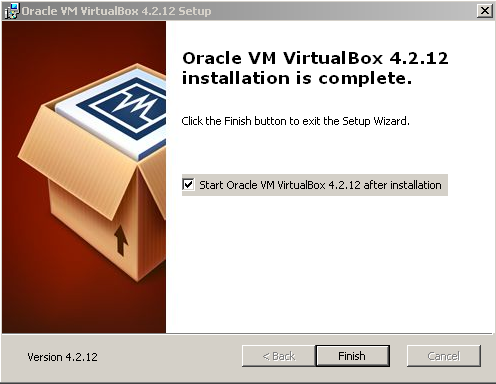 Oracle VM VirtualBox 4.2.12 Setup
Oracle VM VirtualBox 4.2.12
installation is complete.
Click the Finish button to exit the Setup Wizard.
Start Oracle VM VirtualBox 4.2.12 after installation
Version 4.2.12
< Back
Finish
Cancel